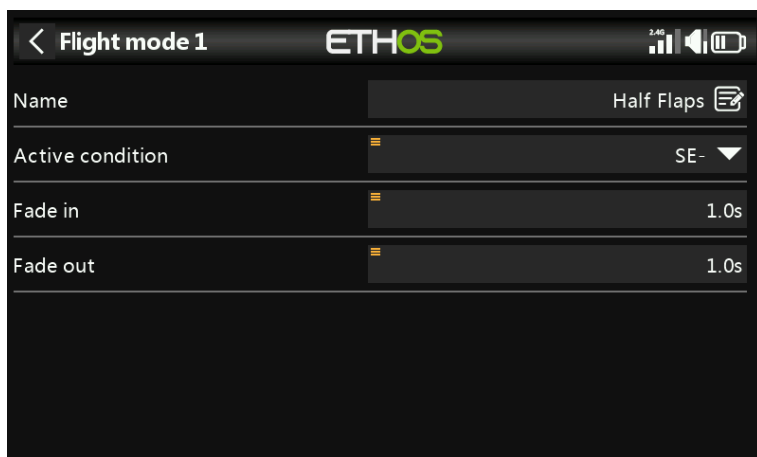 Flight mode 1
ETHOS
2.4G
Name
Half Flaps
Active condition
SE-
Fade in
1.0s
Fade out
1.0s